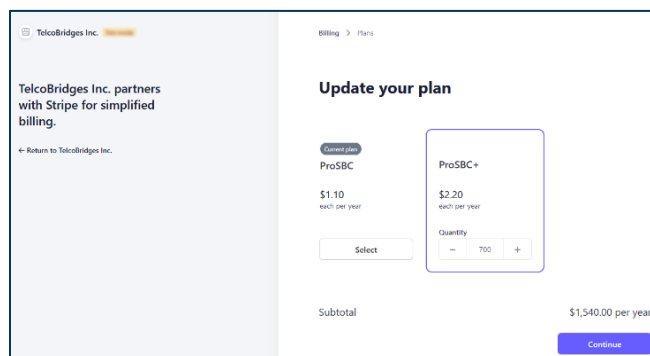 TelcoBridges Inc.
TelcoBridges Inc. partners
with Stripe for simplified
billing.
← Return to TelcoBridges Inc.
Billing > Plans
Update your plan
Current plan
ProSBC
$1.10
each per year
Select
ProSBC+
$2.20
each per year
Quantity
− 700 +
Subtotal $1,540.00 per year
Continue